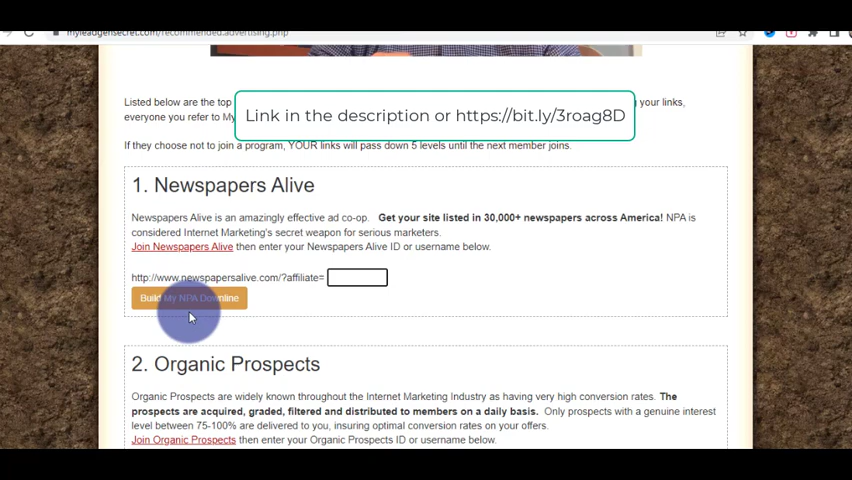 myleadgensecret.com/recommended.advertising.php
Listed below are the top
your links,
everyone you refer to My
Link in the description or https://bit.ly/3roag8D
If they choose not to join a program, YOUR links will pass down 5 levels until the next member joins.
1. Newspapers Alive
Newspapers Alive is an amazingly effective ad co-op. Get your site listed in 30,000+ newspapers across America! NPA is
considered Internet Marketing's secret weapon for serious marketers.
Join Newspapers Alive then enter your Newspapers Alive ID or username below.
http://www.newspapersalive.com/?affiliate=
Build My NPA Downline
2. Organic Prospects
Organic Prospects are widely known throughout the Internet Marketing Industry as having very high conversion rates. The
prospects are acquired, graded, filtered and distributed to members on a daily basis. Only prospects with a genuine interest
level between 75-100% are delivered to you, insuring optimal conversion rates on your offers.
Join Organic Prospects then enter your Organic Prospects ID or username below.